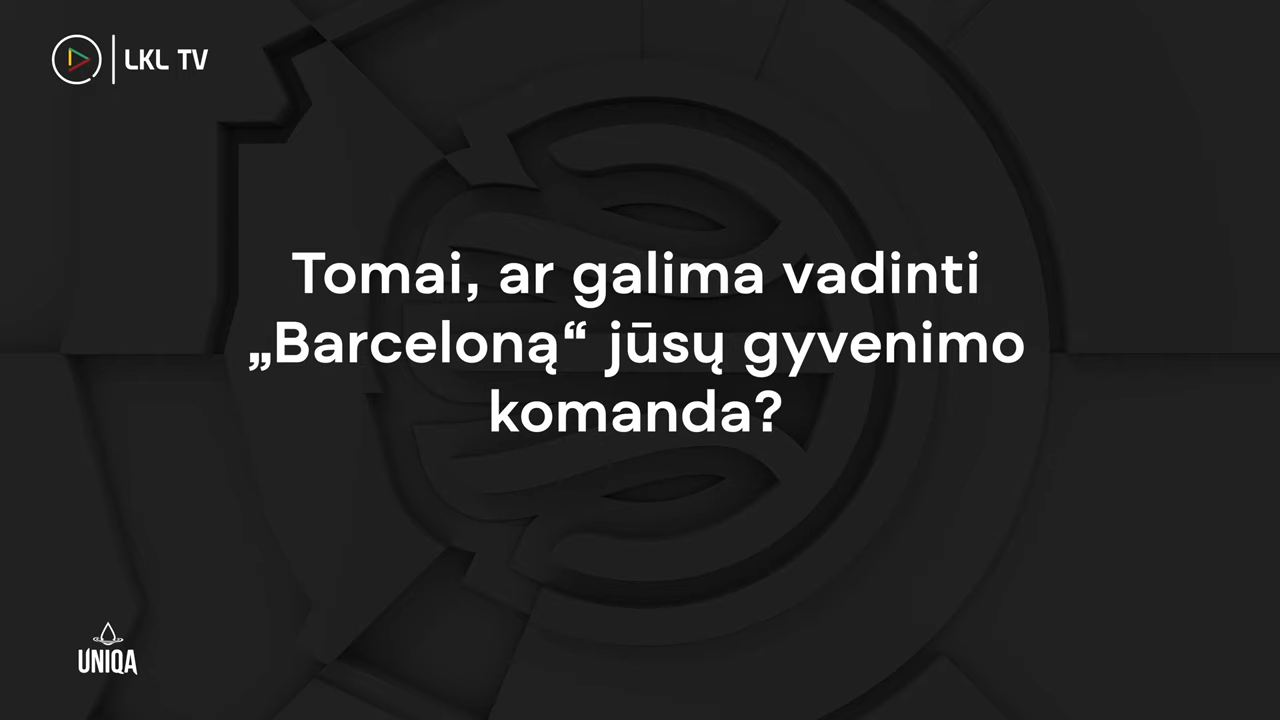 LKL TV
Tomai, ar galima vadinti
„Barceloną“ jūsų gyvenimo
komanda?
UNIQA